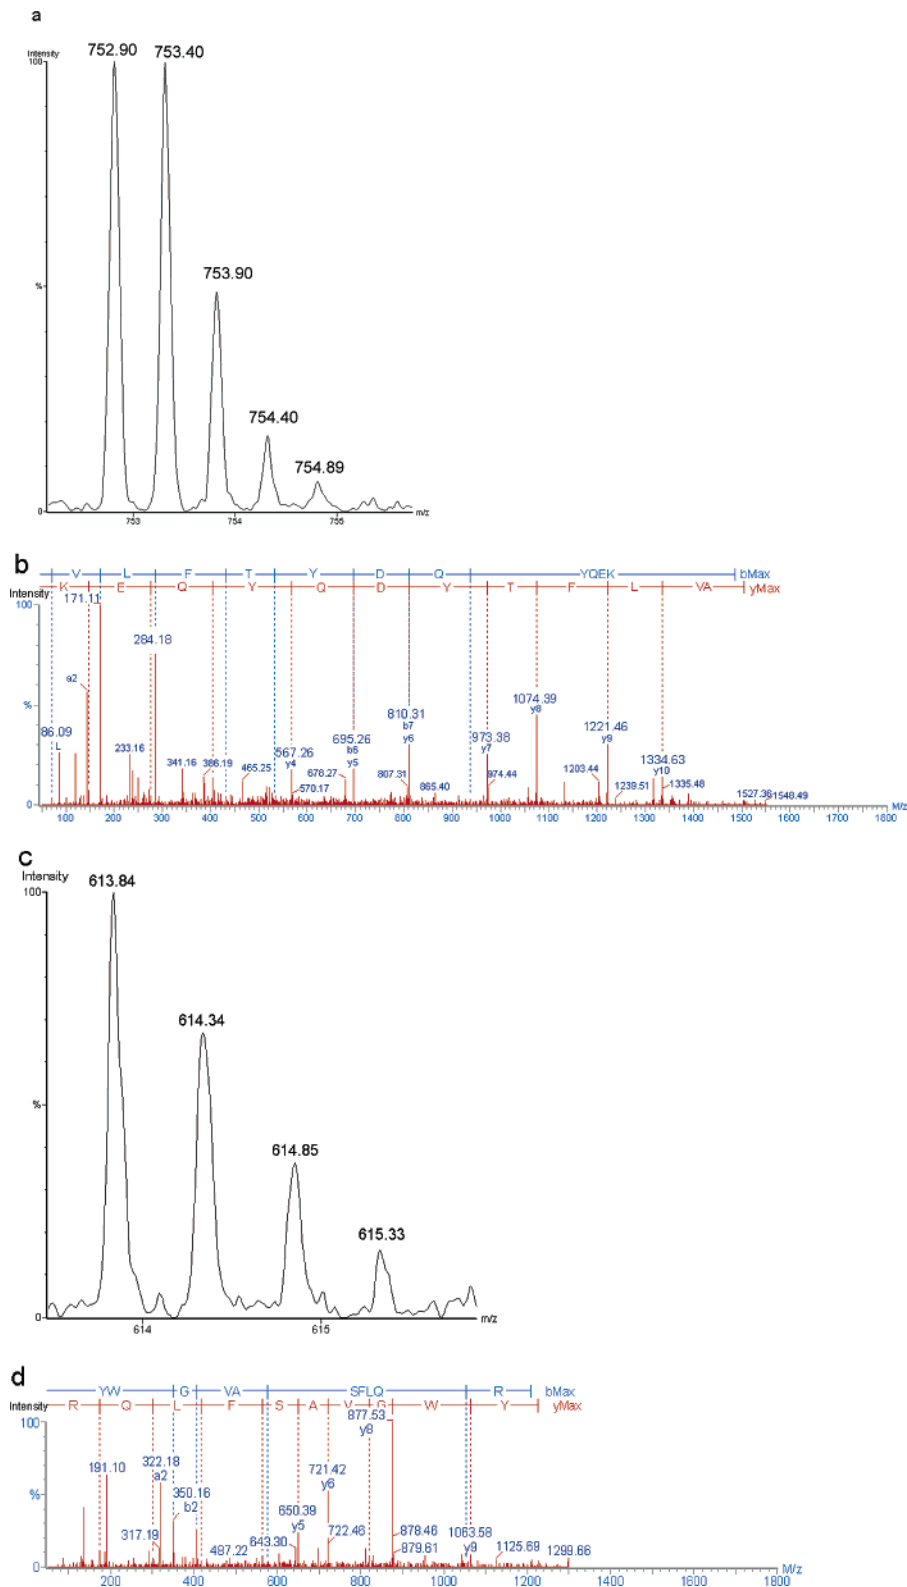 a
Intensity
752.90 753.40
100
753.90
%
754.40
754.89
0
753 754 755 m/z
b
V L F T Y D Q YQEK bMax
K E Q Y Q D Y T F L VA yMax
Intensity
171.11
100
284.18
a2
1074.39
y8
%
86.09
L
233.16
341.16
386.19
465.25
567.26
y4
570.17
678.27
695.26
b6
y5
807.31
810.31
b7
y6
865.40
973.38
y7
974.44
1203.44
1221.46
y9
1239.51
1334.63
y10
1335.48
1527.36
1548.49
0
100 200 300 400 500 600 700 800 900 1000 1100 1200 1300 1400 1500 1600 1700 1800 M/z
c
Intensity
613.84
100
614.34
614.85
%
615.33
0
614 615 m/z
d
YW G VA SFLQ R bMax
R Q L F S A V G W Y yMax
Intensity
877.53
y8
100
191.10
322.18
a2
350.16
b2
721.42
y6
%
650.39
y5
317.19
487.22
643.30
722.46
878.46
879.61
1063.58
y9
1125.69
1299.66
0
200 400 600 800 1000 1200 1400 1600 1800 M/z